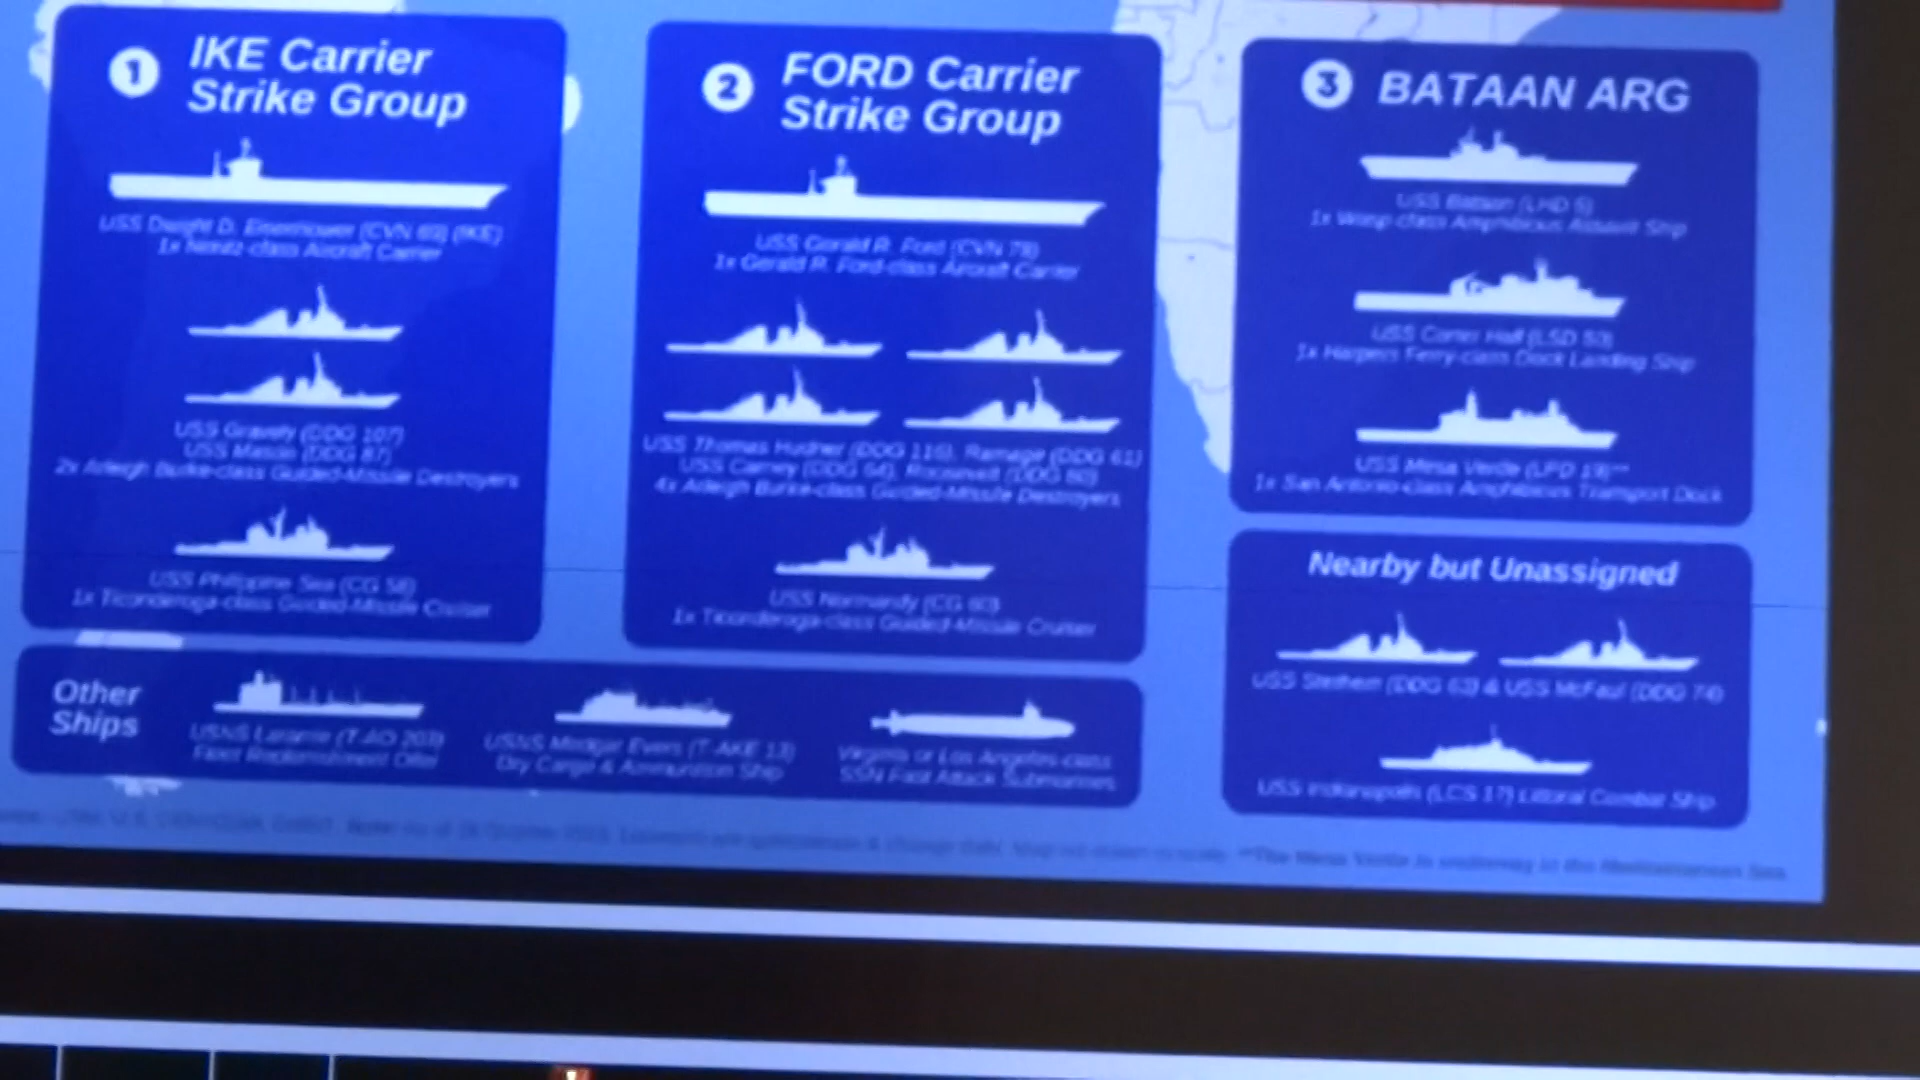 1 IKE Carrier
Strike Group
USS Dwight D. Eisenhower (CVN 69) (IKE)
1x Nimitz-class Aircraft Carrier
USS Gravely (DDG 107)
USS Mason (DDG 87)
2x Arleigh Burke-class Guided-Missile Destroyers
USS Philippine Sea (CG 58)
1x Ticonderoga-class Guided-Missile Cruiser
2 FORD Carrier
Strike Group
USS Gerald R. Ford (CVN 78)
1x Gerald R. Ford-class Aircraft Carrier
USS Thomas Hudner (DDG 116), Ramage (DDG 61)
USS Carney (DDG 64), Roosevelt (DDG 80)
4x Arleigh Burke-class Guided-Missile Destroyers
USS Normandy (CG 60)
1x Ticonderoga-class Guided-Missile Cruiser
3 BATAAN ARG
USS Bataan (LHD 5)
1x Wasp-class Amphibious Assault Ship
USS Carter Hall (LSD 50)
1x Harpers Ferry-class Dock Landing Ship
USS Mesa Verde (LPD 19)**
1x San Antonio-class Amphibious Transport Dock
Nearby but Unassigned
USS Stethem (DDG 63) & USS McFaul (DDG 74)
USS Indianapolis (LCS 17) Littoral Combat Ship
Other
Ships
USNS Laramie (T-AO 203)
Fleet Replenishment Oiler
USNS Medgar Evers (T-AKE 13)
Dry Cargo & Ammunition Ship
Virginia or Los Angeles-class
SSN Fast Attack Submarines
**The Mesa Verde is underway in the Mediterranean Sea